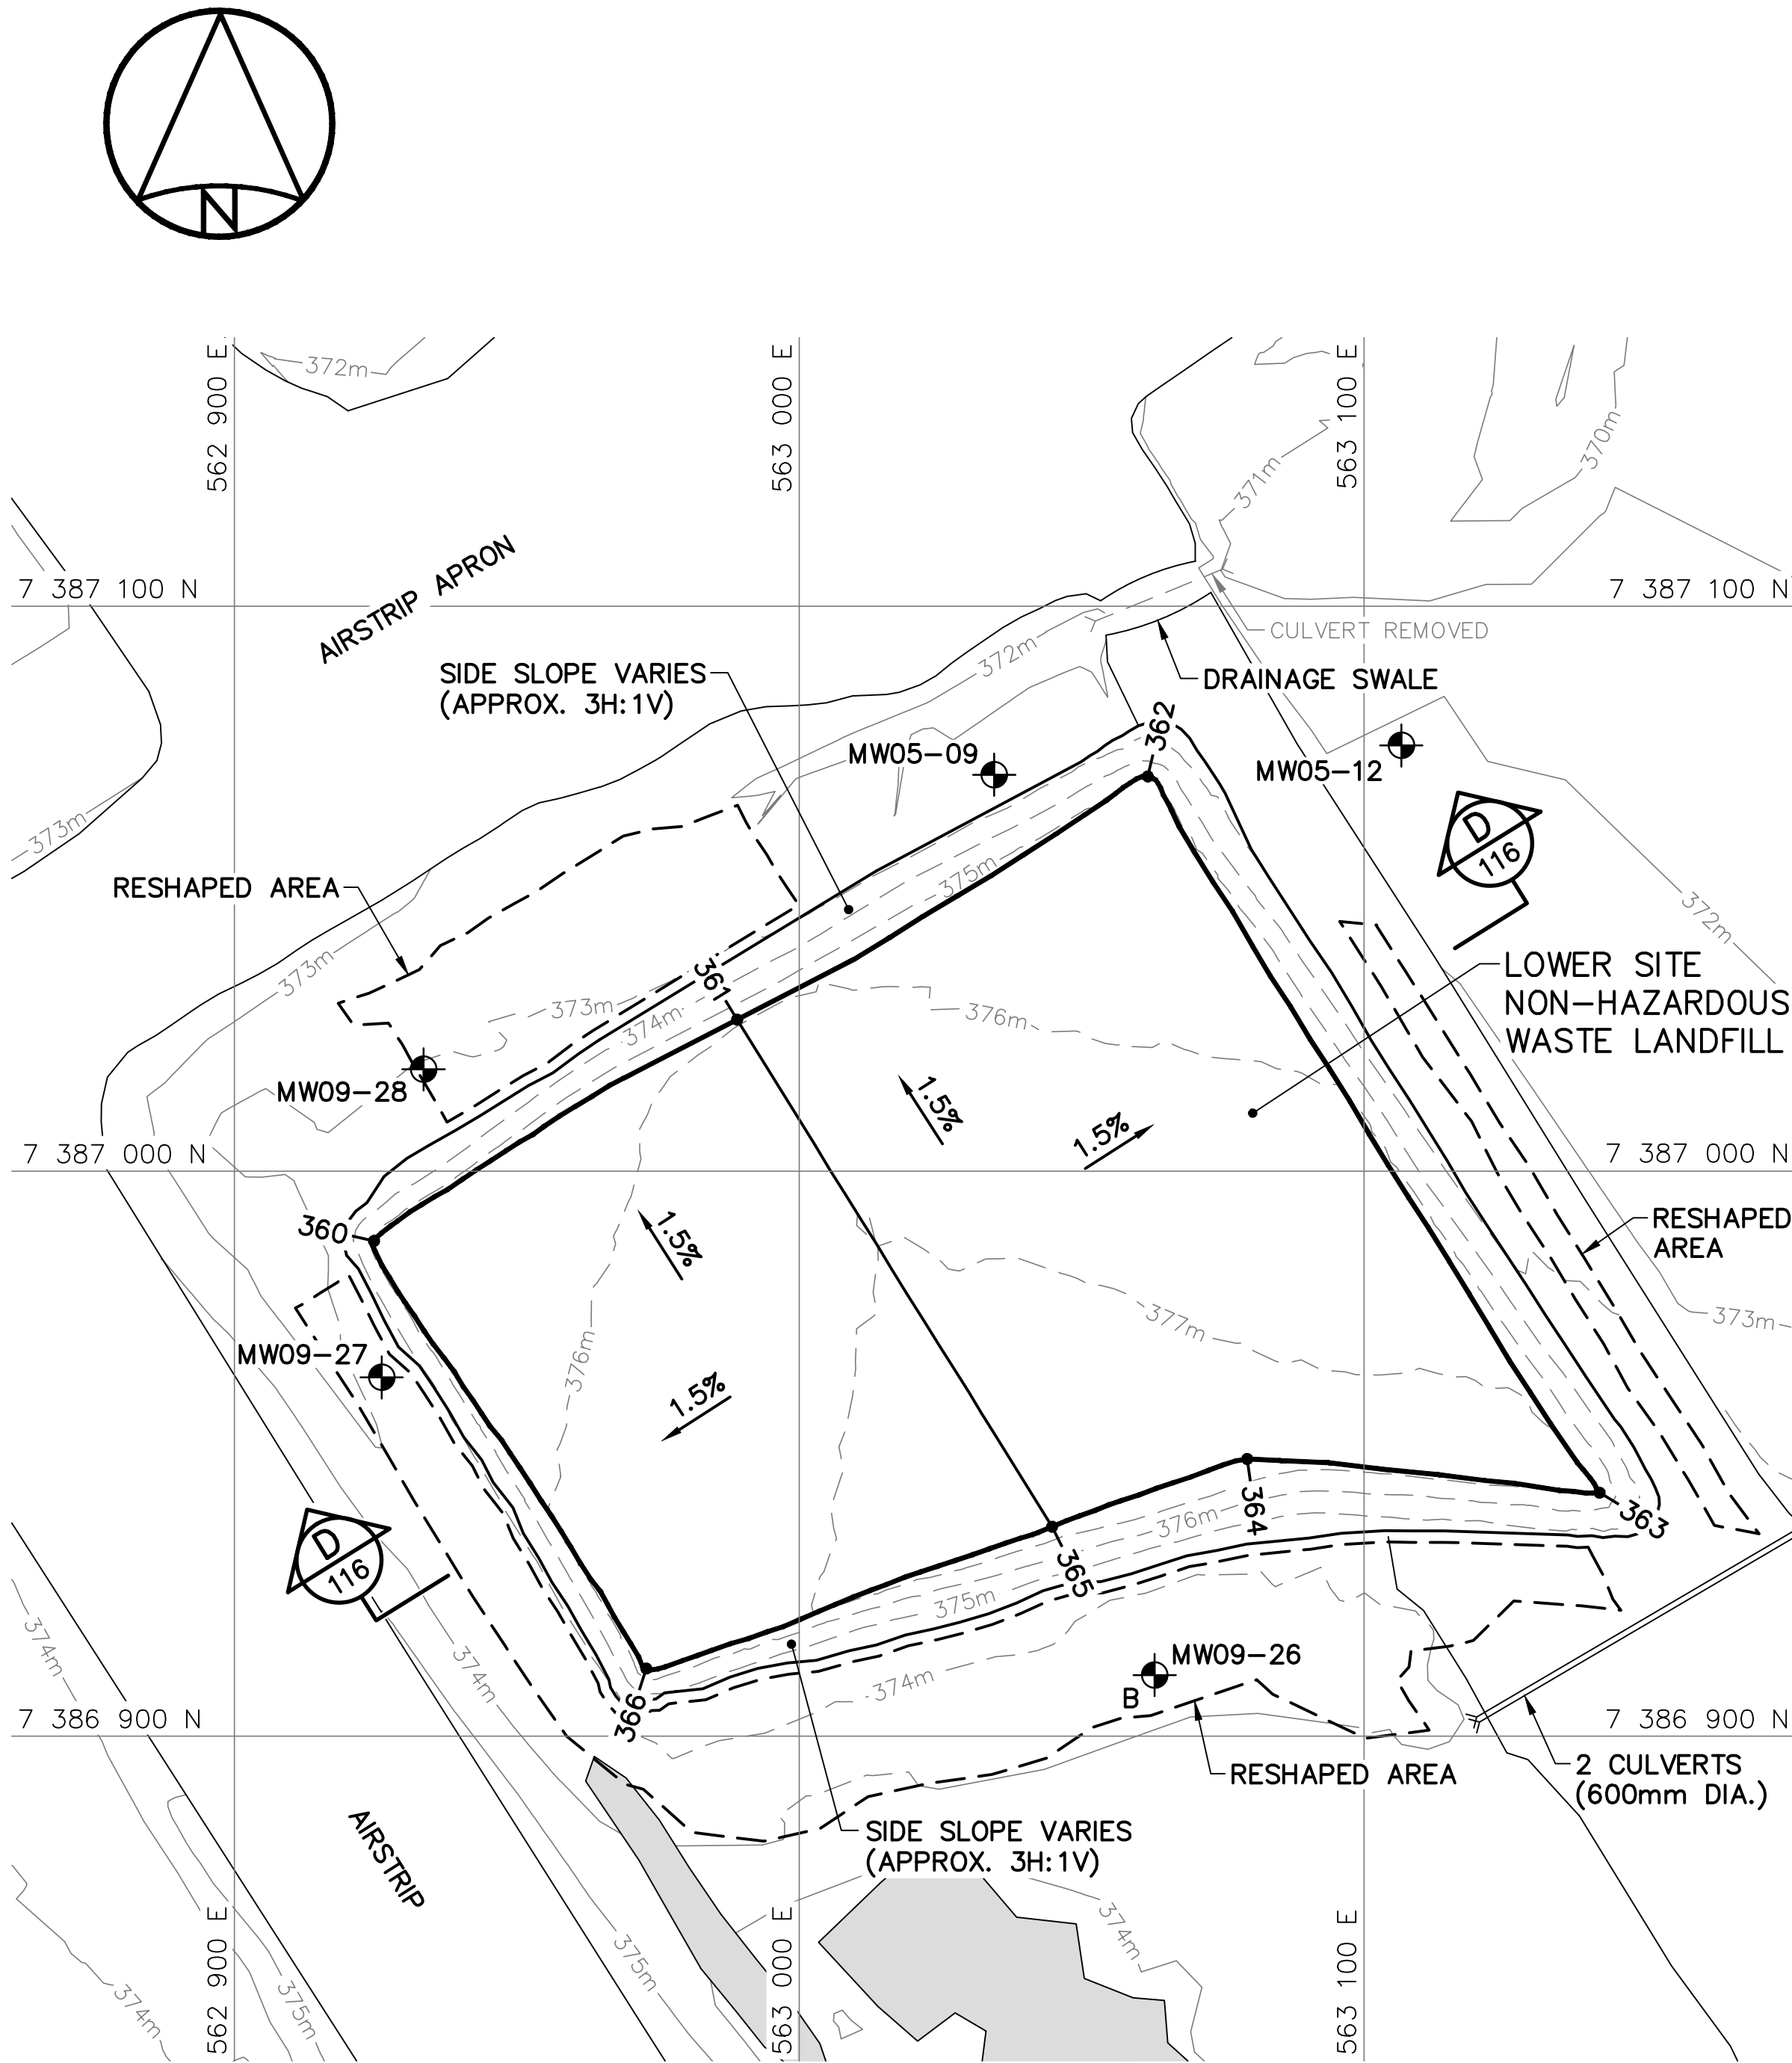 N
562 900 E
563 000 E
563 100 E
372m
370m
371m
AIRSTRIP APRON
7 387 100 N
7 387 100 N
CULVERT REMOVED
372m
DRAINAGE SWALE
SIDE SLOPE VARIES
(APPROX. 3H:1V)
362
MW05-09
MW05-12
373m
D
116
375m
RESHAPED AREA
372m
373m
361
LOWER SITE
NON-HAZARDOUS
WASTE LANDFILL
373m
374m
376m
MW09-28
1.5%
1.5%
7 387 000 N
7 387 000 N
360
1.5%
RESHAPED
AREA
377m
373m
376m
MW09-27
1.5%
364
376m
363
D
116
365
375m
374m
374m
MW09-26
B
374m
366
7 386 900 N
7 386 900 N
RESHAPED AREA
2 CULVERTS
(600mm DIA.)
AIRSTRIP
SIDE SLOPE VARIES
(APPROX. 3H:1V)
374m
375m
562 900 E
563 000 E
563 100 E
374m
375m